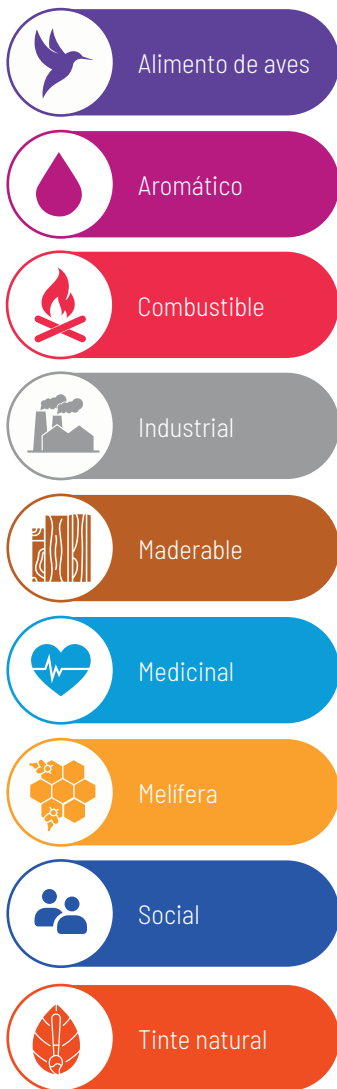 Alimento de aves
Aromático
Combustible
Industrial
Maderable
Medicinal
Melífera
Social
Tinte natural